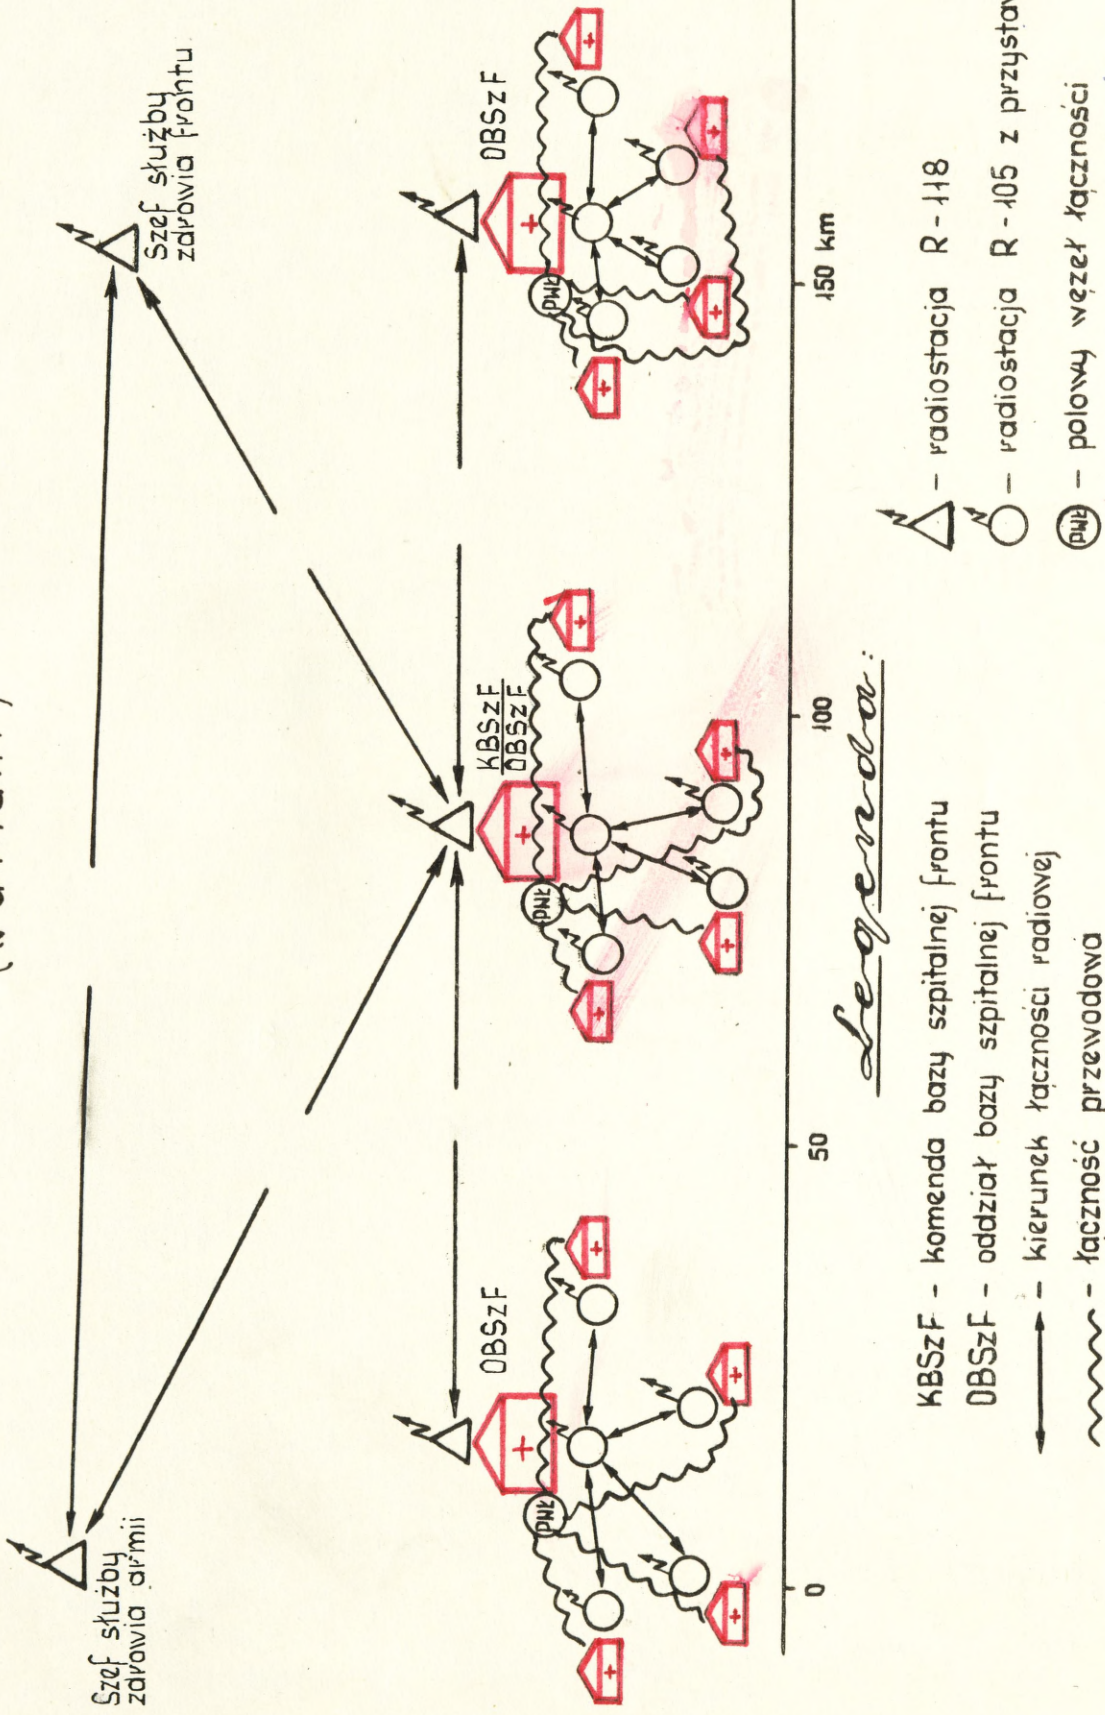 Szef służby
zdrowia armii
Szef służby
zdrowia frontu
OBSzF
KBSzF
OBSzF
OBSzF
PWŁ
PWŁ
PWŁ
0
50
100
150 km
Legenda:
KBSzF - komenda bazy szpitalnej frontu
OBSzF - oddział bazy szpitalnej frontu
- kierunek łączności radiowej
- łączność przewodowa
- radiostacja R-118
- radiostacja R-105 z
PWŁ - polowy węzeł łączności